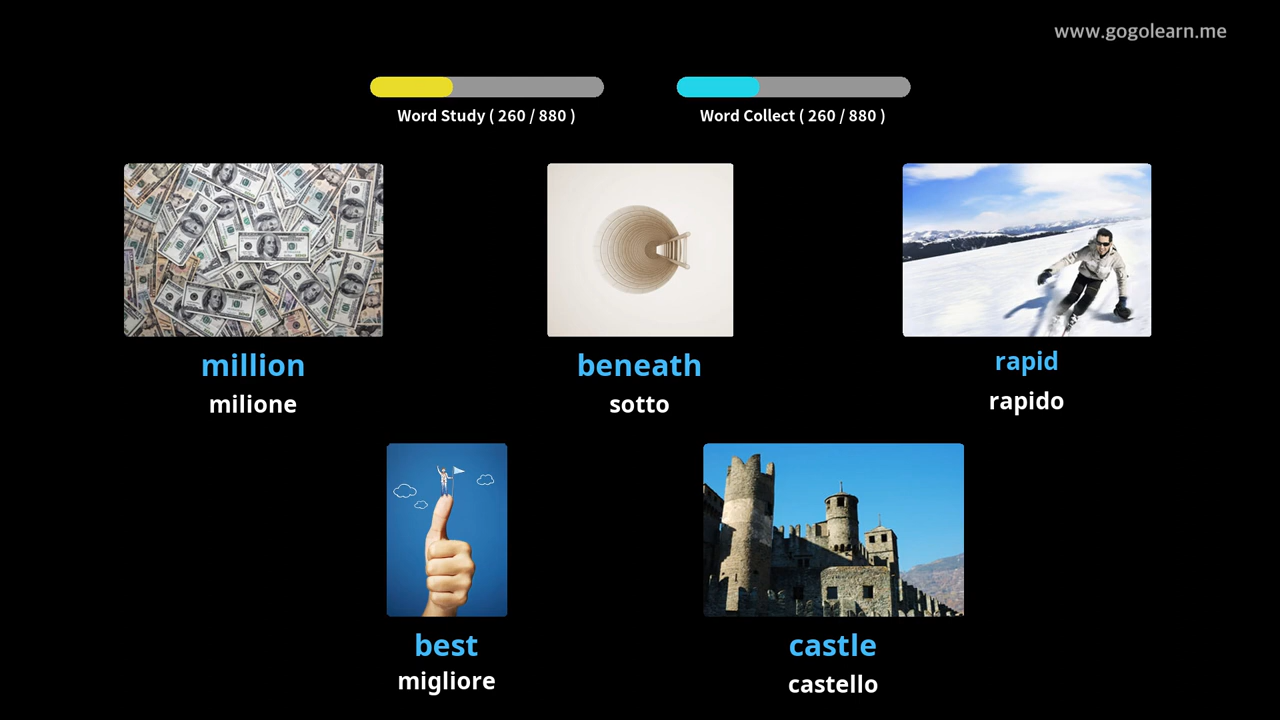 www.gogolearn.me
Word Study ( 260 / 880 )
Word Collect ( 260 / 880 )
million
milione
beneath
sotto
rapid
rapido
best
migliore
castle
castello